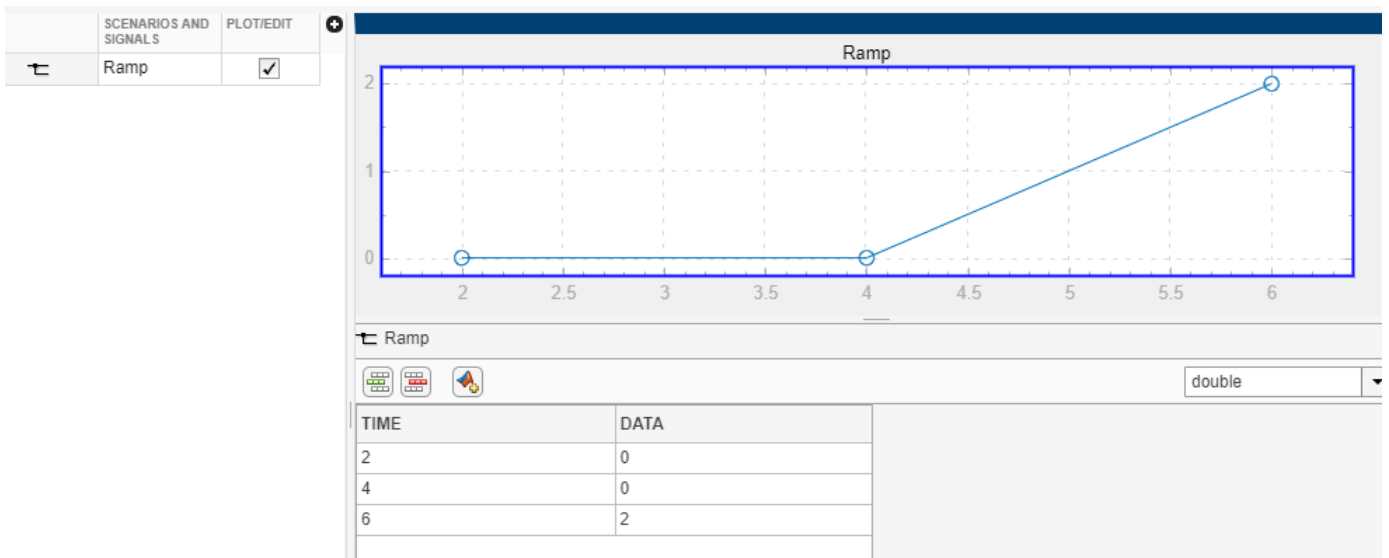 SCENARIOS AND SIGNALS PLOT/EDIT
Ramp
Ramp
2
1
0
2 2.5 3 3.5 4 4.5 5 5.5 6
Ramp
double
TIME DATA
2 0
4 0
6 2